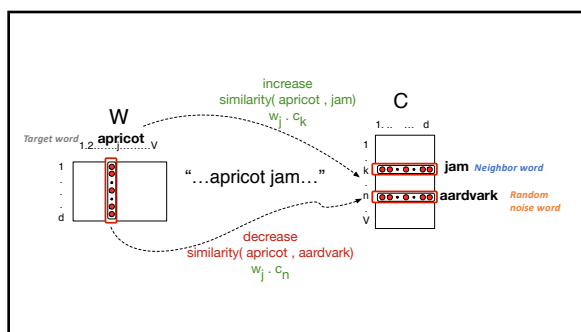 increase
similarity( apricot , jam)
wj . ck
W
C
Target word apricot
1.2...............j................V
1. .. … d
1
.
.
.
d
“…apricot jam…”
1
.
k
.
n
.
V
jam Neighbor word
aardvark Random
noise word
decrease
similarity( apricot , aardvark)
wj . cn